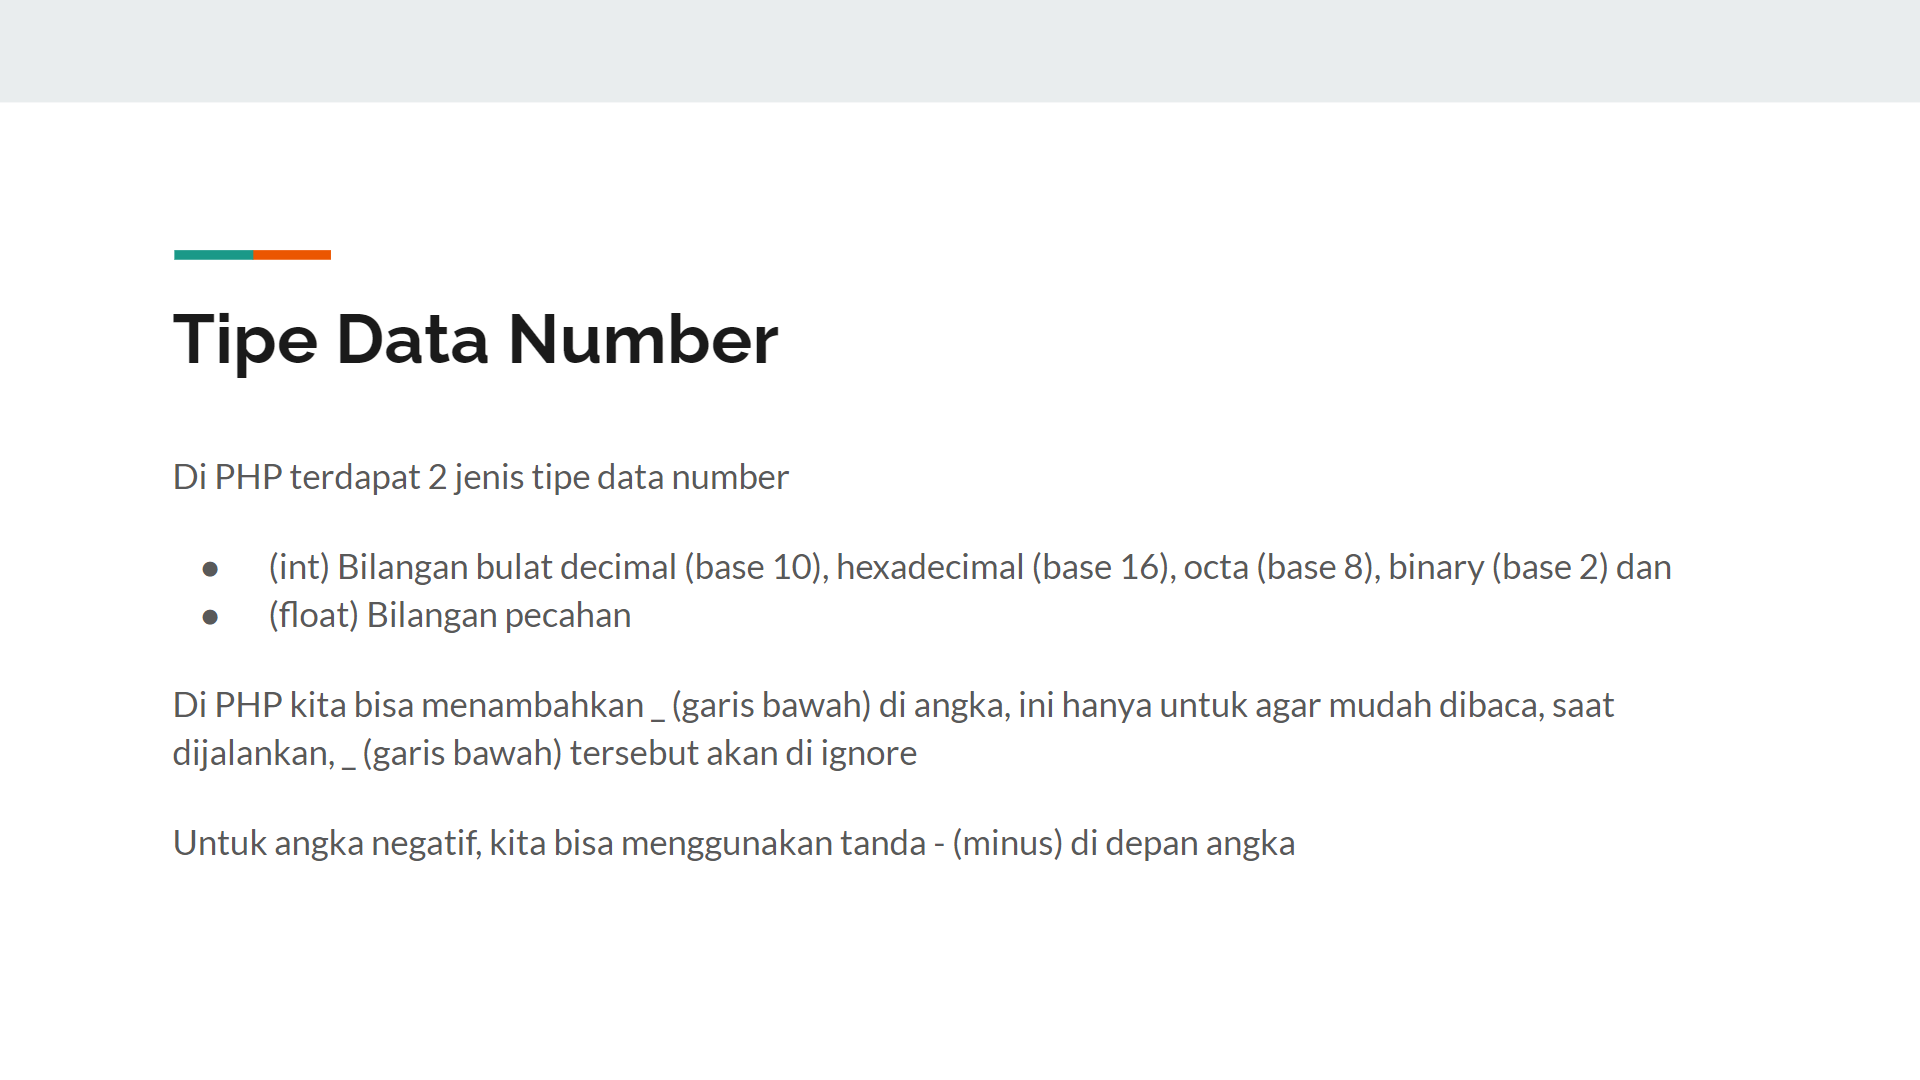 Tipe Data Number
Di PHP terdapat 2 jenis tipe data number
● (int) Bilangan bulat decimal (base 10), hexadecimal (base 16), octa (base 8), binary (base 2) dan
● (float) Bilangan pecahan
Di PHP kita bisa menambahkan _ (garis bawah) di angka, ini hanya untuk agar mudah dibaca, saat
dijalankan, _ (garis bawah) tersebut akan di ignore
Untuk angka negatif, kita bisa menggunakan tanda - (minus) di depan angka